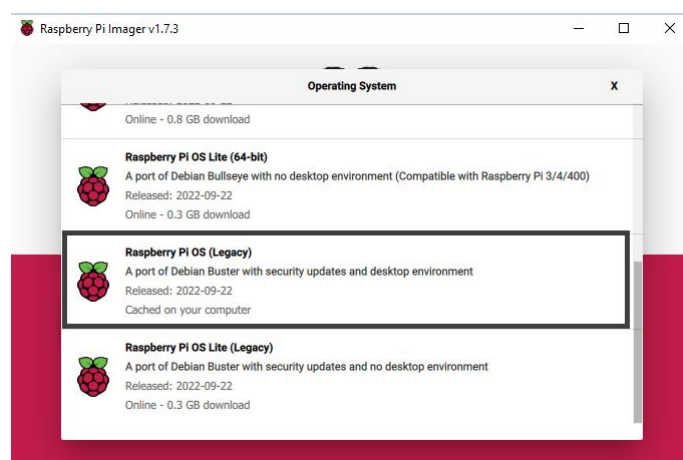 Raspberry Pi Imager v1.7.3
Operating System
X
Online - 0.8 GB download
Raspberry Pi OS Lite (64-bit)
A port of Debian Bullseye with no desktop environment (Compatible with Raspberry Pi 3/4/400)
Released: 2022-09-22
Online - 0.3 GB download
Raspberry Pi OS (Legacy)
A port of Debian Buster with security updates and desktop environment
Released: 2022-09-22
Cached on your computer
Raspberry Pi OS Lite (Legacy)
A port of Debian Buster with security updates and no desktop environment
Released: 2022-09-22
Online - 0.3 GB download